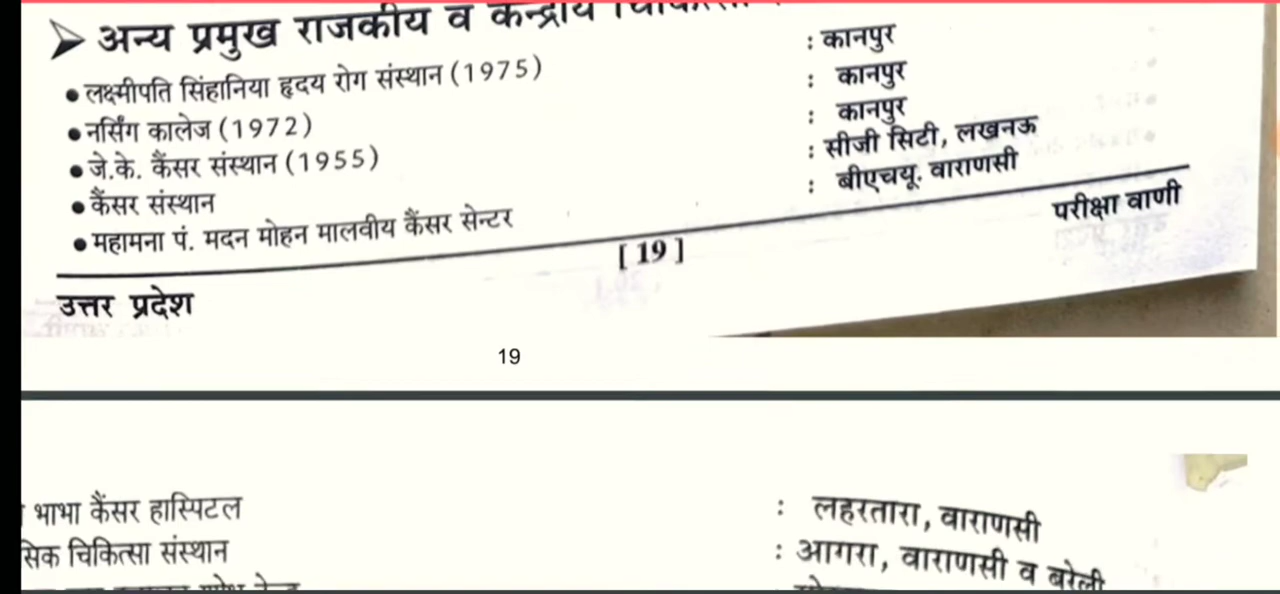 अन्य प्रमुख राजकीय व केन्द्रीय
• लक्ष्मीपति सिंहानिया हृदय रोग संस्थान (1975) : कानपुर
• नर्सिंग कालेज (1972) : कानपुर
• जे.के. कैंसर संस्थान (1955) : कानपुर
• कैंसर संस्थान : सीजी सिटी, लखनऊ
• महामना पं. मदन मोहन मालवीय कैंसर सेन्टर : बीएचयू. वाराणसी
उत्तर प्रदेश [ 19 ] परीक्षा वाणी
19
भाभा कैंसर हास्पिटल : लहरतारा, वाराणसी
सिक चिकित्सा संस्थान : आगरा, वाराणसी व बरेली